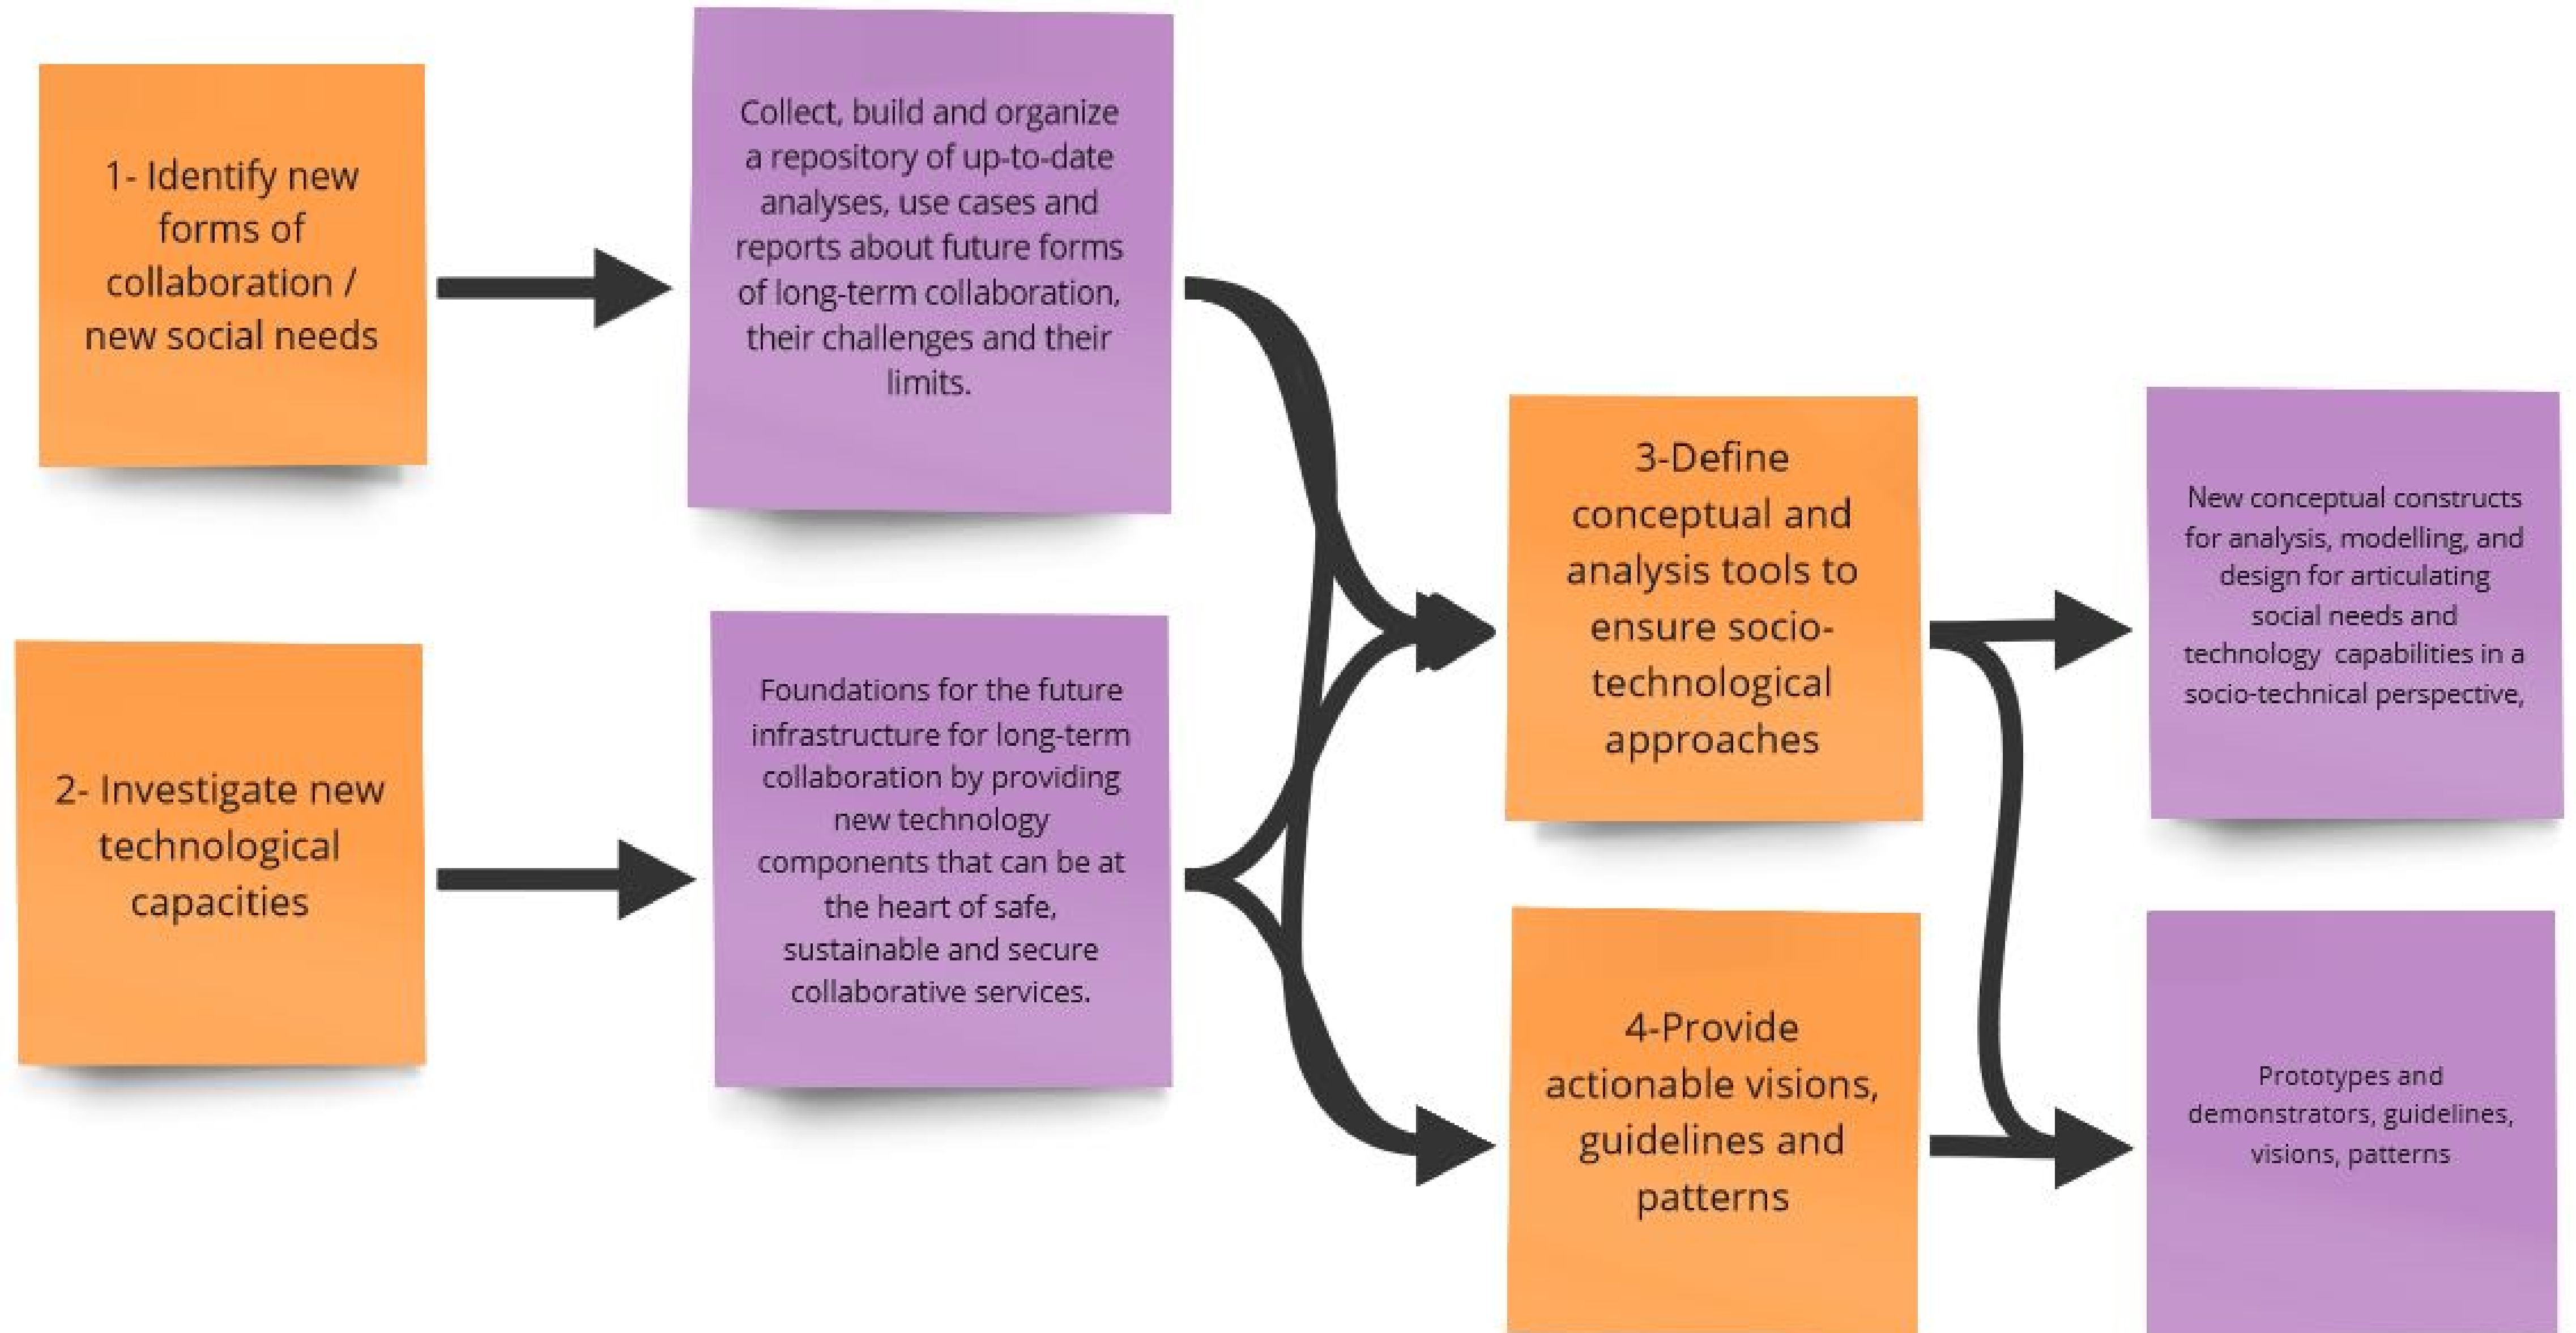 1- Identify new
forms of
collaboration /
new social needs
Collect, build and organize
a repository of up-to-date
analyses, use cases and
reports about future forms
of long-term collaboration,
their challenges and their
limits.
2- Investigate new
technological
capacities
Foundations for the future
infrastructure for long-term
collaboration by providing
new technology
components that can be at
the heart of safe,
sustainable and secure
collaborative services.
3-Define
conceptual and
analysis tools to
ensure socio-
technological
approaches
New conceptual constructs
for analysis, modelling, and
design for articulating
social needs and
technology  capabilities in a
socio-technical perspective,
4-Provide
actionable visions,
guidelines and
patterns
Prototypes and
demonstrators, guidelines,
visions, patterns